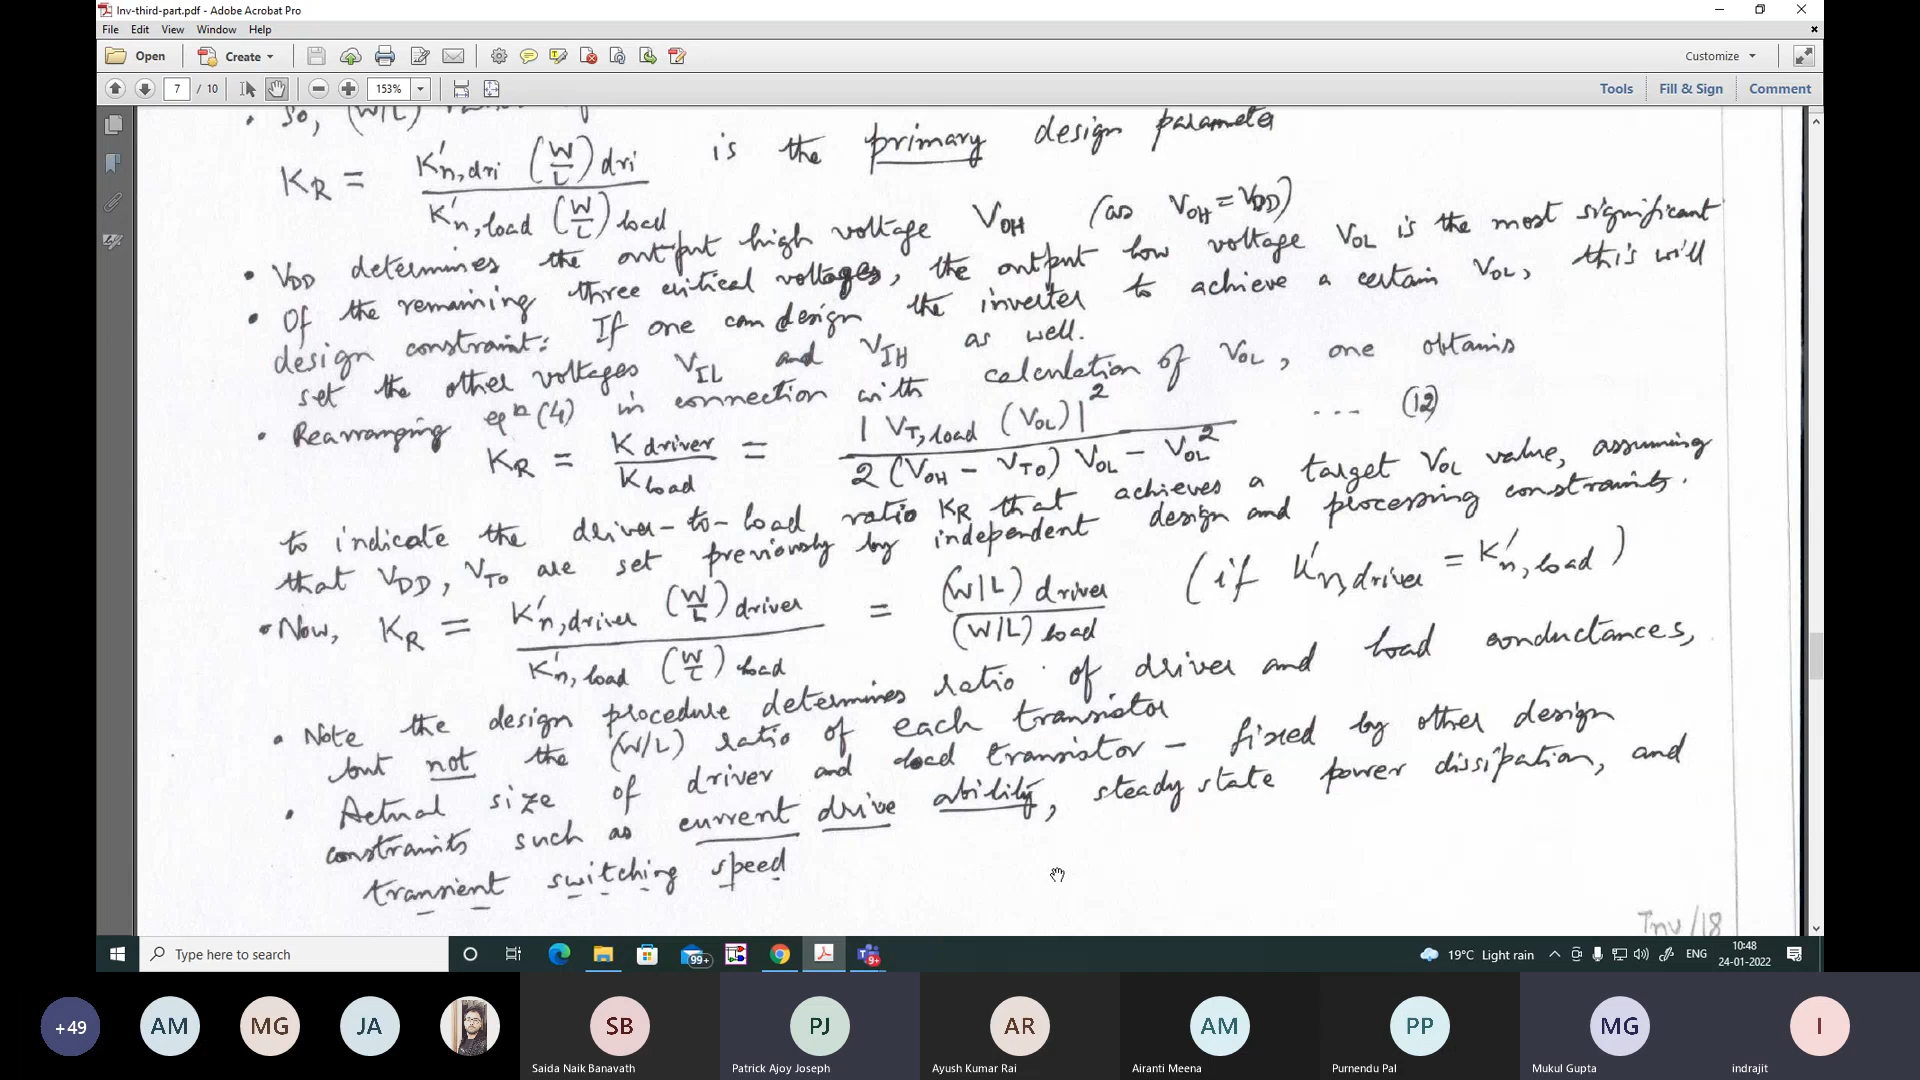 Inv-third-part.pdf - Adobe Acrobat Pro
File Edit View Window Help
Open Create Customize
7 / 10 153% Tools Fill & Sign Comment
• So, (W/L)
K_R = K'n,dri (W/L)dri / K'n,load (W/L)load is the primary design parameter
• VDD determines the output high voltage VOH (as VOH = VDD)
• Of the remaining three critical voltages, the output low voltage VOL is the most significant
design constraint: If one can design the inverter to achieve a certain VOL, this will
set the other voltages VIL and VIH as well.
• Rearranging eqn (4) in connection with calculation of VOL, one obtains
KR = Kdriver / Kload = |VT,load (VOL)|² / 2(VOH - VTO) VOL - VOL² ... (12)
to indicate the driver-to-load ratio KR that achieves a target VOL value, assuming
that VDD, VTO are set previously by independent design and processing constraints.
• Now, KR = K'n,driver (W/L)driver / K'n,load (W/L)load = (W/L)driver / (W/L)load (if K'n,driver = K'n,load)
• Note the design procedure determines ratio of driver and load conductances,
but not the (W/L) ratio of each transistor
• Actual size of driver and load transistor - fixed by other design
constraints such as current drive ability, steady state power dissipation, and
transient switching speed
Inv/18
Type here to search
99+
9+
19°C Light rain
ENG
10:48
24-01-2022
+49 AM MG JA SB PJ AR AM PP MG I
Saida Naik Banavath Patrick Ajoy Joseph Ayush Kumar Rai Airanti Meena Purnendu Pal Mukul Gupta indrajit